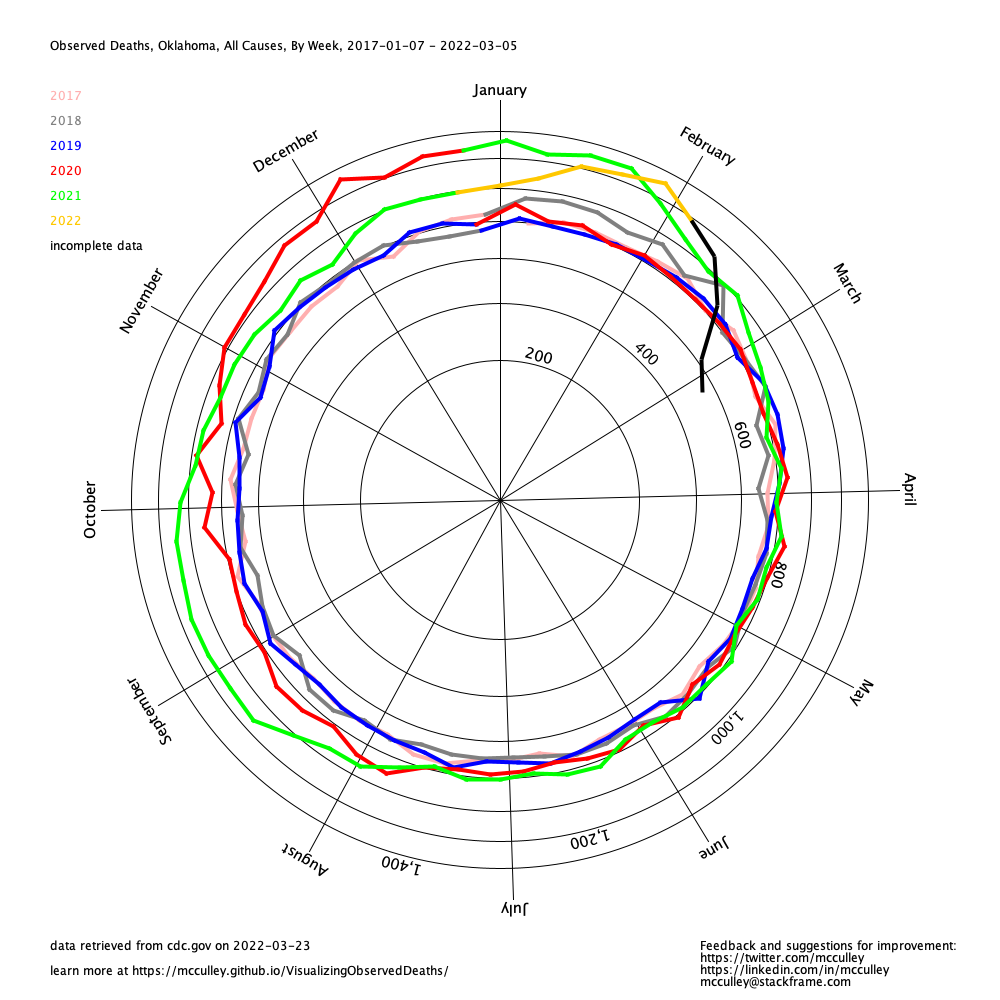 Observed Deaths, Oklahoma, All Causes, By Week, 2017-01-07 - 2022-03-05
January
2017
2018
2019
2020
2021
2022
incomplete data
December
February
November
March
200
400
600
October
April
800
September
May
1,000
August
1,400
1,200
June
July
data retrieved from cdc.gov on 2022-03-23
learn more at https://mcculley.github.io/VisualizingObservedDeaths/
Feedback and suggestions for improvement:
https://twitter.com/mcculley
https://linkedin.com/in/mcculley
mcculley@stackframe.com